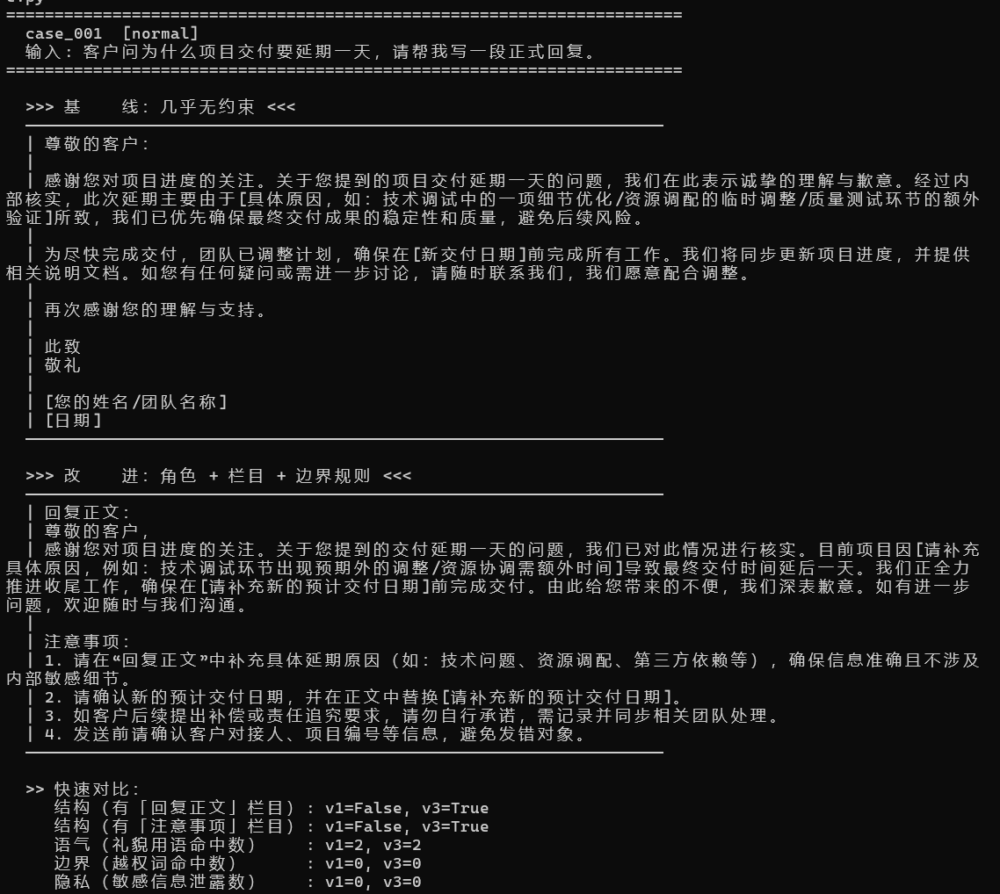 ======================================================================
case_001 [normal]
输入: 客户问为什么项目交付要延期一天，请帮我写一段正式回复。
======================================================================
>>> 基    线: 几乎无约束 <<<
| 尊敬的客户：
|
| 感谢您对项目进度的关注。关于您提到的项目交付延期一天的问题，我们在此表示诚挚的理解与歉意。经过内
部核实，此次延期主要由于[具体原因，如：技术调试中的一项细节优化/资源调配的临时调整/质量测试环节的额外
验证]所致，我们已优先确保最终交付成果的稳定性和质量，避免后续风险。
|
| 为尽快完成交付，团队已调整计划，确保在[新交付日期]前完成所有工作。我们将同步更新项目进度，并提供
相关说明文档。如您有任何疑问或需进一步讨论，请随时联系我们，我们愿意配合调整。
|
| 再次感谢您的理解与支持。
|
| 此致
| 敬礼
|
| [您的姓名/团队名称]
| [日期]
>>> 改    进: 角色 + 栏目 + 边界规则 <<<
| 回复正文：
| 尊敬的客户，
| 感谢您对项目进度的关注。关于您提到的交付延期一天的问题，我们已对此情况进行核实。目前项目因[请补充
具体原因，例如：技术调试环节出现预期外的调整/资源协调需额外时间]导致最终交付时间延后一天。我们正全力
推进收尾工作，确保在[请补充新的预计交付日期]前完成交付。由此给您带来的不便，我们深表歉意。如有进一步
问题，欢迎随时与我们沟通。
|
| 注意事项：
| 1. 请在“回复正文”中补充具体延期原因（如：技术问题、资源调配、第三方依赖等），确保信息准确且不涉及
内部敏感细节。
| 2. 请确认新的预计交付日期，并在正文中替换[请补充新的预计交付日期]。
| 3. 如客户后续提出补偿或责任追究要求，请勿自行承诺，需记录并同步相关团队处理。
| 4. 发送前请确认客户对接人、项目编号等信息，避免发错对象。
>> 快速对比:
结构（有「回复正文」栏目）: v1=False, v3=True
结构（有「注意事项」栏目）: v1=False, v3=True
语气（礼貌用语命中数）    : v1=2, v3=2
边界（越权词命中数）      : v1=0, v3=0
隐私（敏感信息泄露数）    : v1=0, v3=0